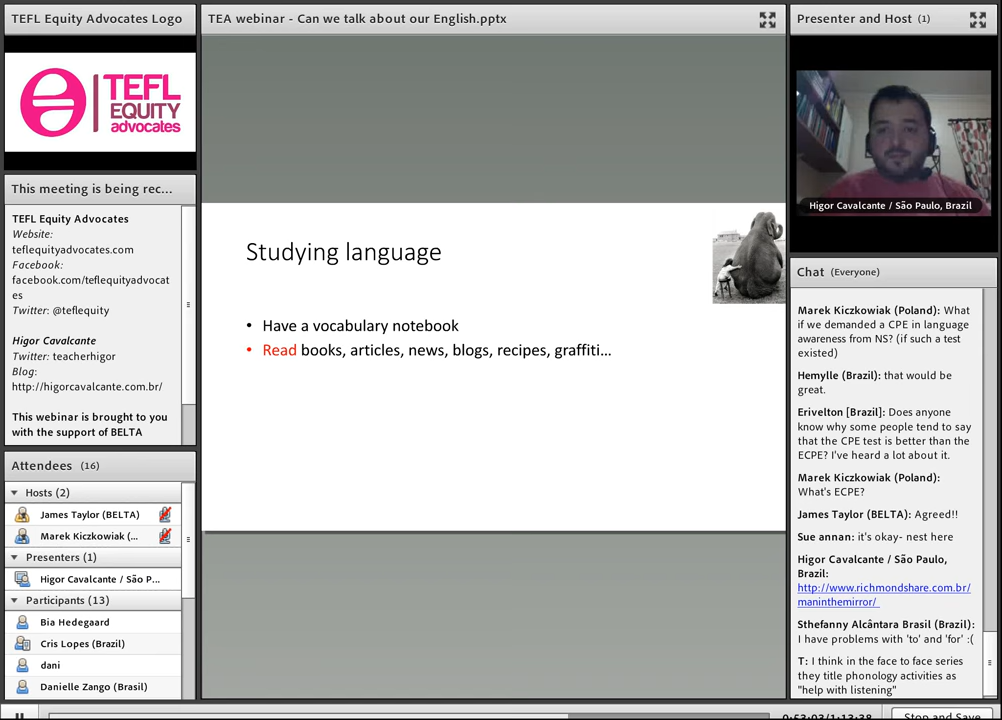 TEFL Equity Advocates Logo
TEFL
EQUITY
advocates
This meeting is being rec...
TEFL Equity Advocates
Website:
teflequityadvocates.com
Facebook:
facebook.com/teflequityadvocat
es
Twitter: @teflequity
Higor Cavalcante
Twitter: teacherhigor
Blog:
http://higorcavalcante.com.br/
This webinar is brought to you
with the support of BELTA
Attendees (16)
Hosts (2)
James Taylor (BELTA)
Marek Kiczkowiak (...
Presenters (1)
Higor Cavalcante / São P...
Participants (13)
Bia Hedegaard
Cris Lopes (Brazil)
dani
Danielle Zango (Brasil)
TEA webinar - Can we talk about our English.pptx
Studying language
• Have a vocabulary notebook
• Read books, articles, news, blogs, recipes, graffiti...
Presenter and Host (1)
Higor Cavalcante / São Paulo, Brazil
Chat (Everyone)
Marek Kiczkowiak (Poland): What
if we demanded a CPE in language
awareness from NS? (if such a test
existed)
Hemylle (Brazil): that would be
great.
Erivelton [Brazil]: Does anyone
know why some people tend to say
that the CPE test is better than the
ECPE? I've heard a lot about it.
Marek Kiczkowiak (Poland):
What's ECPE?
James Taylor (BELTA): Agreed!!
Sue annan: it's okay- nest here
Higor Cavalcante / São Paulo,
Brazil:
http://www.richmondshare.com.br/
maninthemirror/
Sthefanny Alcântara Brasil (Brazil):
I have problems with 'to' and 'for' :(
T: I think in the face to face series
they title phonology activities as
"help with listening"
0:53:03/1:13:38
Stop and Save